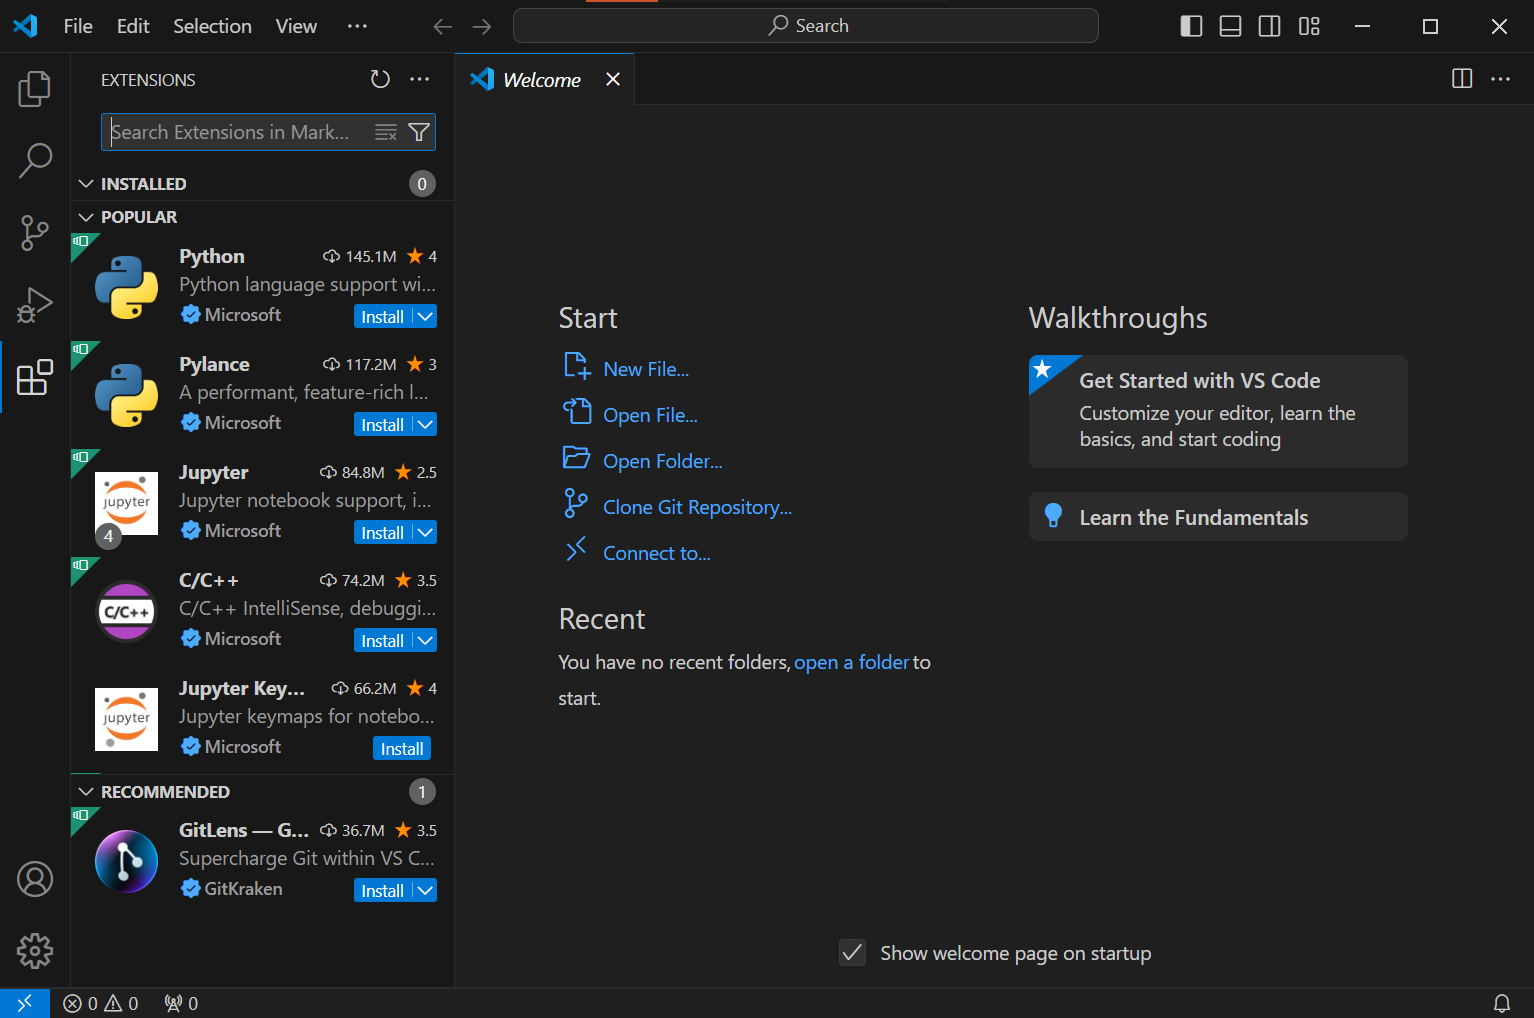 File Edit Selection View ···
Search
EXTENSIONS
Welcome
Search Extensions in Mark...
INSTALLED 0
POPULAR
Python 145.1M 4
Python language support wi...
Microsoft Install
Pylance 117.2M 3
A performant, feature-rich l...
Microsoft Install
Jupyter 84.8M 2.5
Jupyter notebook support, i...
Microsoft Install
jupyter
4
C/C++ 74.2M 3.5
C/C++ IntelliSense, debuggi...
Microsoft Install
C/C++
Jupyter Key... 66.2M 4
Jupyter keymaps for notebo...
Microsoft Install
jupyter
RECOMMENDED 1
GitLens — G... 36.7M 3.5
Supercharge Git within VS C...
GitKraken Install
Start
New File...
Open File...
Open Folder...
Clone Git Repository...
Connect to...
Recent
You have no recent folders, open a folder to
start.
Walkthroughs
Get Started with VS Code
Customize your editor, learn the
basics, and start coding
Learn the Fundamentals
Show welcome page on startup
0 0 0